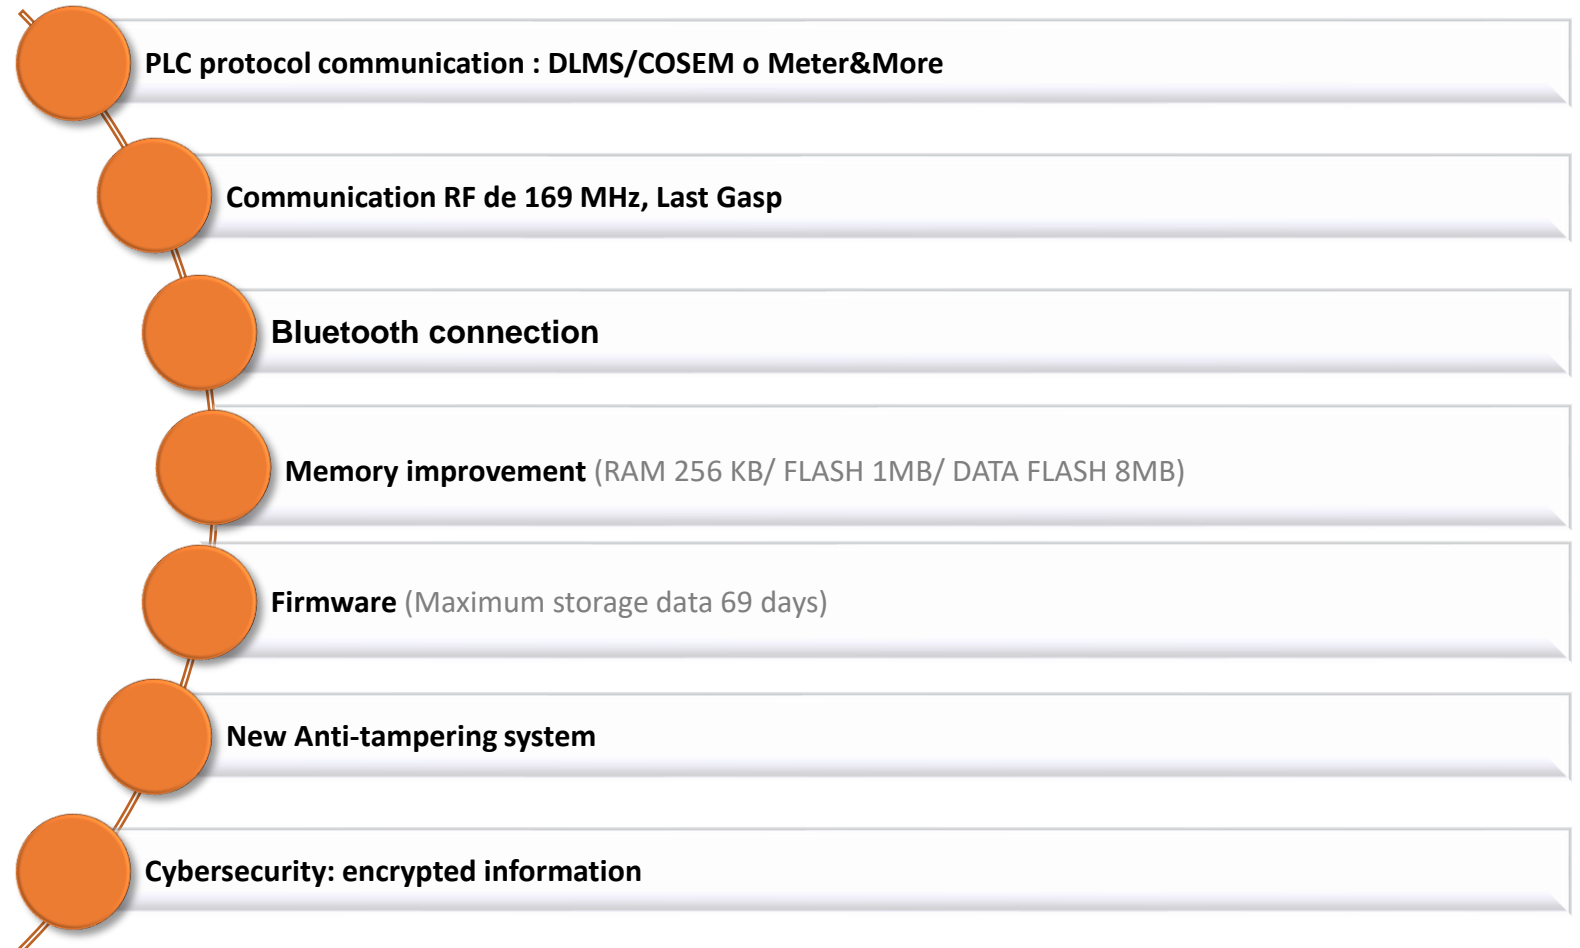 PLC protocol communication : DLMS/COSEM o Meter&More
Communication RF de 169 MHz, Last Gasp
Bluetooth connection
Memory improvement (RAM 256 KB/ FLASH 1MB/ DATA FLASH 8MB)
Firmware (Maximum storage data 69 days)
New Anti-tampering system
Cybersecurity: encrypted information